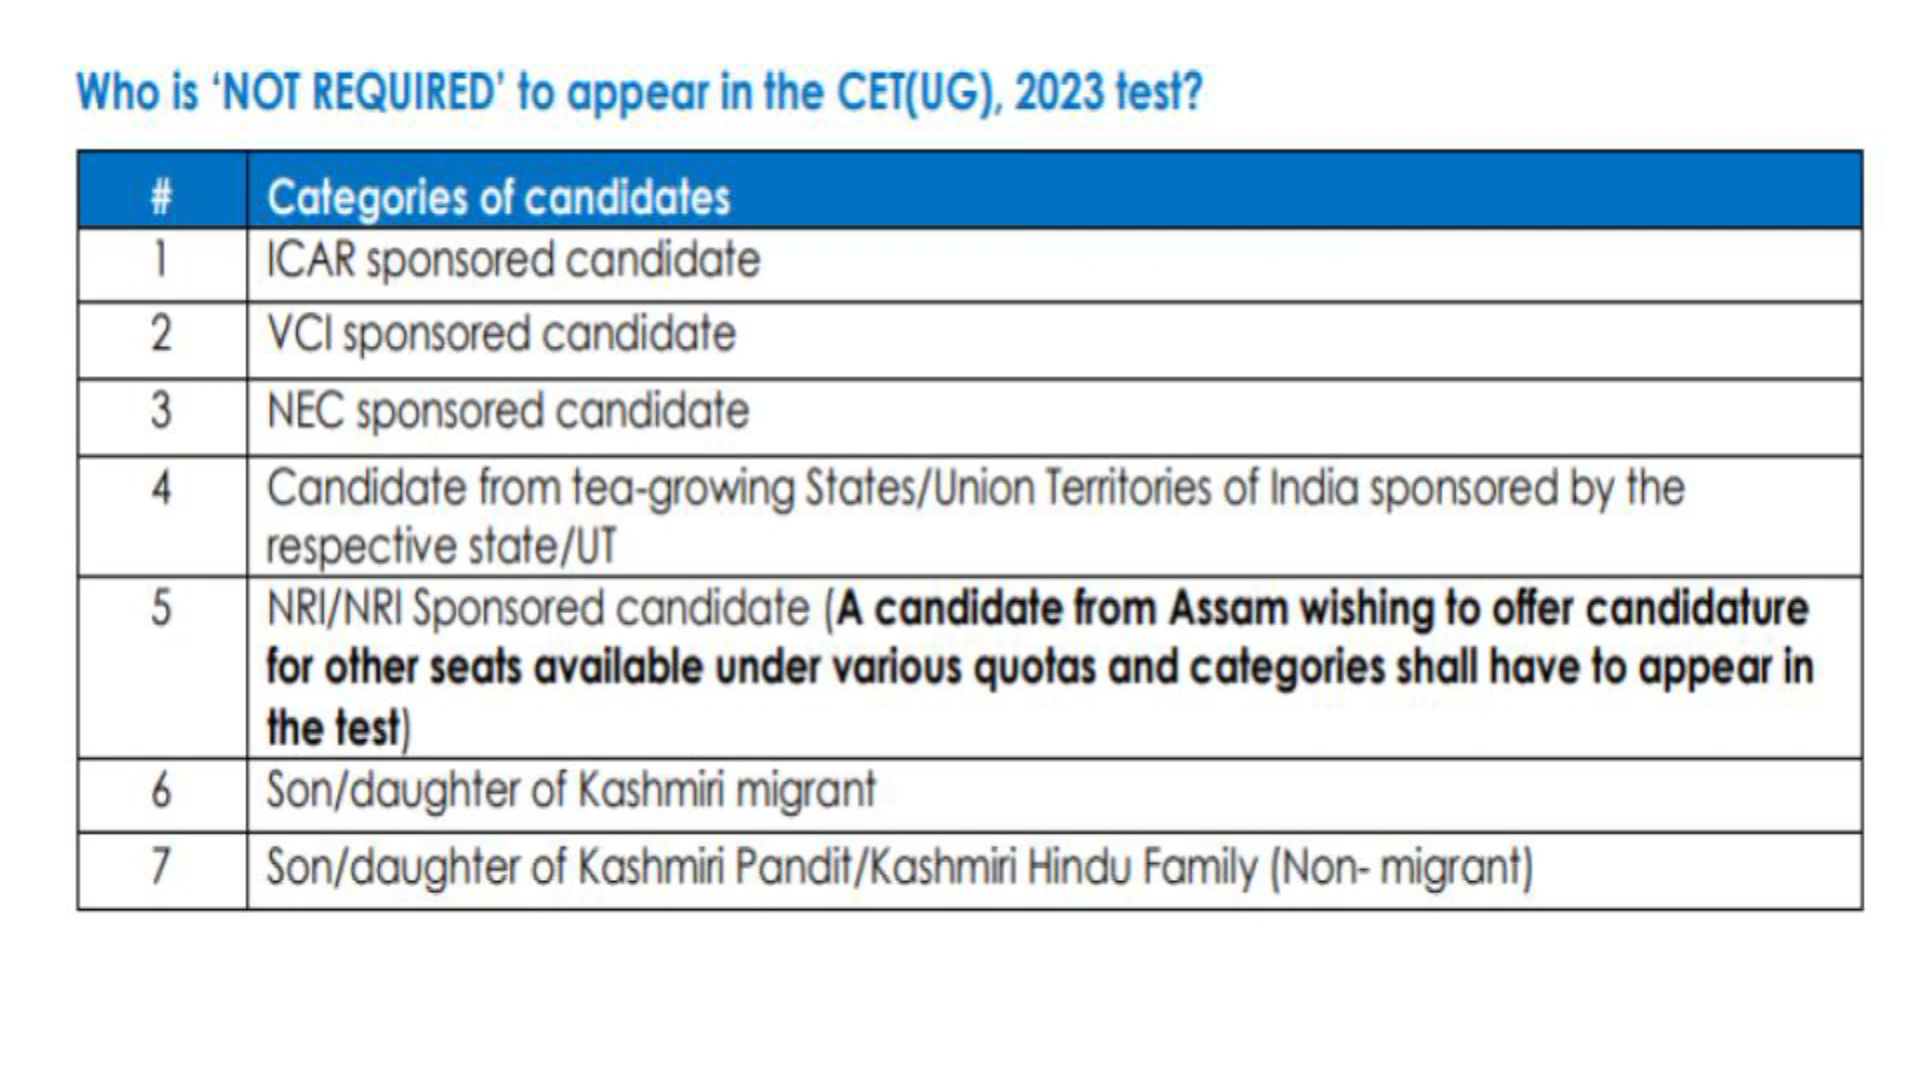 Who is ‘NOT REQUIRED’ to appear in the CET(UG), 2023 test?
# Categories of candidates
1 ICAR sponsored candidate
2 VCI sponsored candidate
3 NEC sponsored candidate
4 Candidate from tea-growing States/Union Territories of India sponsored by the
respective state/UT
5 NRI/NRI Sponsored candidate (A candidate from Assam wishing to offer candidature
for other seats available under various quotas and categories shall have to appear in
the test)
6 Son/daughter of Kashmiri migrant
7 Son/daughter of Kashmiri Pandit/Kashmiri Hindu Family (Non- migrant)